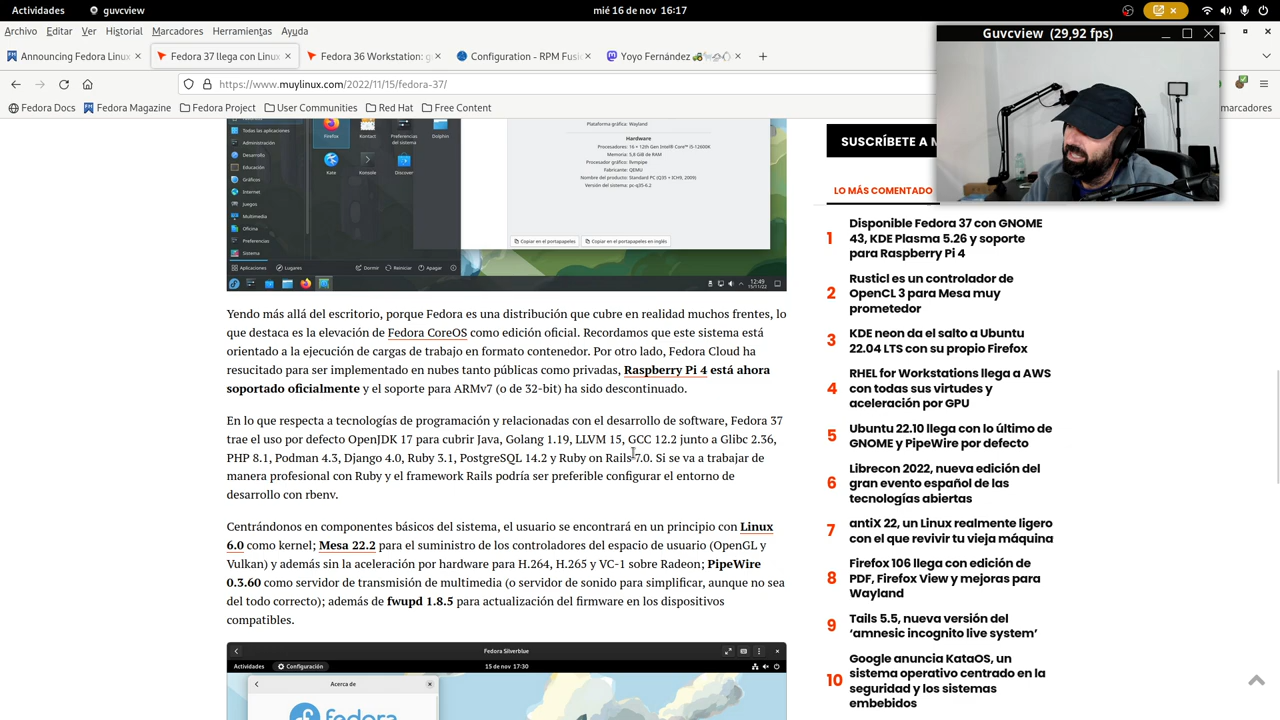 Actividades
guvcview
mié 16 de nov 16:17
Archivo Editar Ver Historial Marcadores Herramientas Ayuda
Guvcview (29,92 fps)
Announcing Fedora Linux
Fedora 37 llega con Linux
Fedora 36 Workstation: g
Configuration - RPM Fusi
Yoyo Fernández
https://www.muylinux.com/2022/11/15/fedora-37/
Fedora Docs
Fedora Magazine
Fedora Project
User Communities
Red Hat
Free Content
marcadores
Todas las aplicaciones
Administración
Desarrollo
Educación
Gráficos
Internet
Juegos
Multimedia
Oficina
Preferencias
Sistema
Firefox
Kontact
Preferencias del sistema
Dolphin
Kate
Konsole
Discover
Plataforma gráfica: Wayland
Hardware
Procesadores: 16 × 12th Gen Intel® Core™ i5-12600K
Memoria: 5,8 GiB de RAM
Procesador gráfico: llvmpipe
Fabricante: QEMU
Nombre del producto: Standard PC (Q35 + ICH9, 2009)
Versión del sistema: pc-q35-6.2
Copiar en el portapapeles
Copiar en el portapapeles en inglés
Aplicaciones
Lugares
Dormir
Reiniciar
Apagar
12:49
15/11/22
Yendo más allá del escritorio, porque Fedora es una distribución que cubre en realidad muchos frentes, lo
que destaca es la elevación de Fedora CoreOS como edición oficial. Recordamos que este sistema está
orientado a la ejecución de cargas de trabajo en formato contenedor. Por otro lado, Fedora Cloud ha
resucitado para ser implementado en nubes tanto públicas como privadas, Raspberry Pi 4 está ahora
soportado oficialmente y el soporte para ARMv7 (o de 32-bit) ha sido descontinuado.
En lo que respecta a tecnologías de programación y relacionadas con el desarrollo de software, Fedora 37
trae el uso por defecto OpenJDK 17 para cubrir Java, Golang 1.19, LLVM 15, GCC 12.2 junto a Glibc 2.36,
PHP 8.1, Podman 4.3, Django 4.0, Ruby 3.1, PostgreSQL 14.2 y Ruby on Rails 7.0. Si se va a trabajar de
manera profesional con Ruby y el framework Rails podría ser preferible configurar el entorno de
desarrollo con rbenv.
Centrándonos en componentes básicos del sistema, el usuario se encontrará en un principio con Linux
6.0 como kernel; Mesa 22.2 para el suministro de los controladores del espacio de usuario (OpenGL y
Vulkan) y además sin la aceleración por hardware para H.264, H.265 y VC-1 sobre Radeon; PipeWire
0.3.60 como servidor de transmisión de multimedia (o servidor de sonido para simplificar, aunque no sea
del todo correcto); además de fwupd 1.8.5 para actualización del firmware en los dispositivos
compatibles.
Fedora Silverblue
Actividades
Configuración
15 de nov 17:30
Acerca de
fedora
SUSCRÍBETE A M
LO MÁS COMENTADO
1 Disponible Fedora 37 con GNOME
43, KDE Plasma 5.26 y soporte
para Raspberry Pi 4
2 Rusticl es un controlador de
OpenCL 3 para Mesa muy
prometedor
3 KDE neon da el salto a Ubuntu
22.04 LTS con su propio Firefox
4 RHEL for Workstations llega a AWS
con todas sus virtudes y
aceleración por GPU
5 Ubuntu 22.10 llega con lo último de
GNOME y PipeWire por defecto
6 Librecon 2022, nueva edición del
gran evento español de las
tecnologías abiertas
7 antiX 22, un Linux realmente ligero
con el que revivir tu vieja máquina
8 Firefox 106 llega con edición de
PDF, Firefox View y mejoras para
Wayland
9 Tails 5.5, nueva versión del
'amnesic incognito live system'
10 Google anuncia KataOS, un
sistema operativo centrado en la
seguridad y los sistemas
embebidos